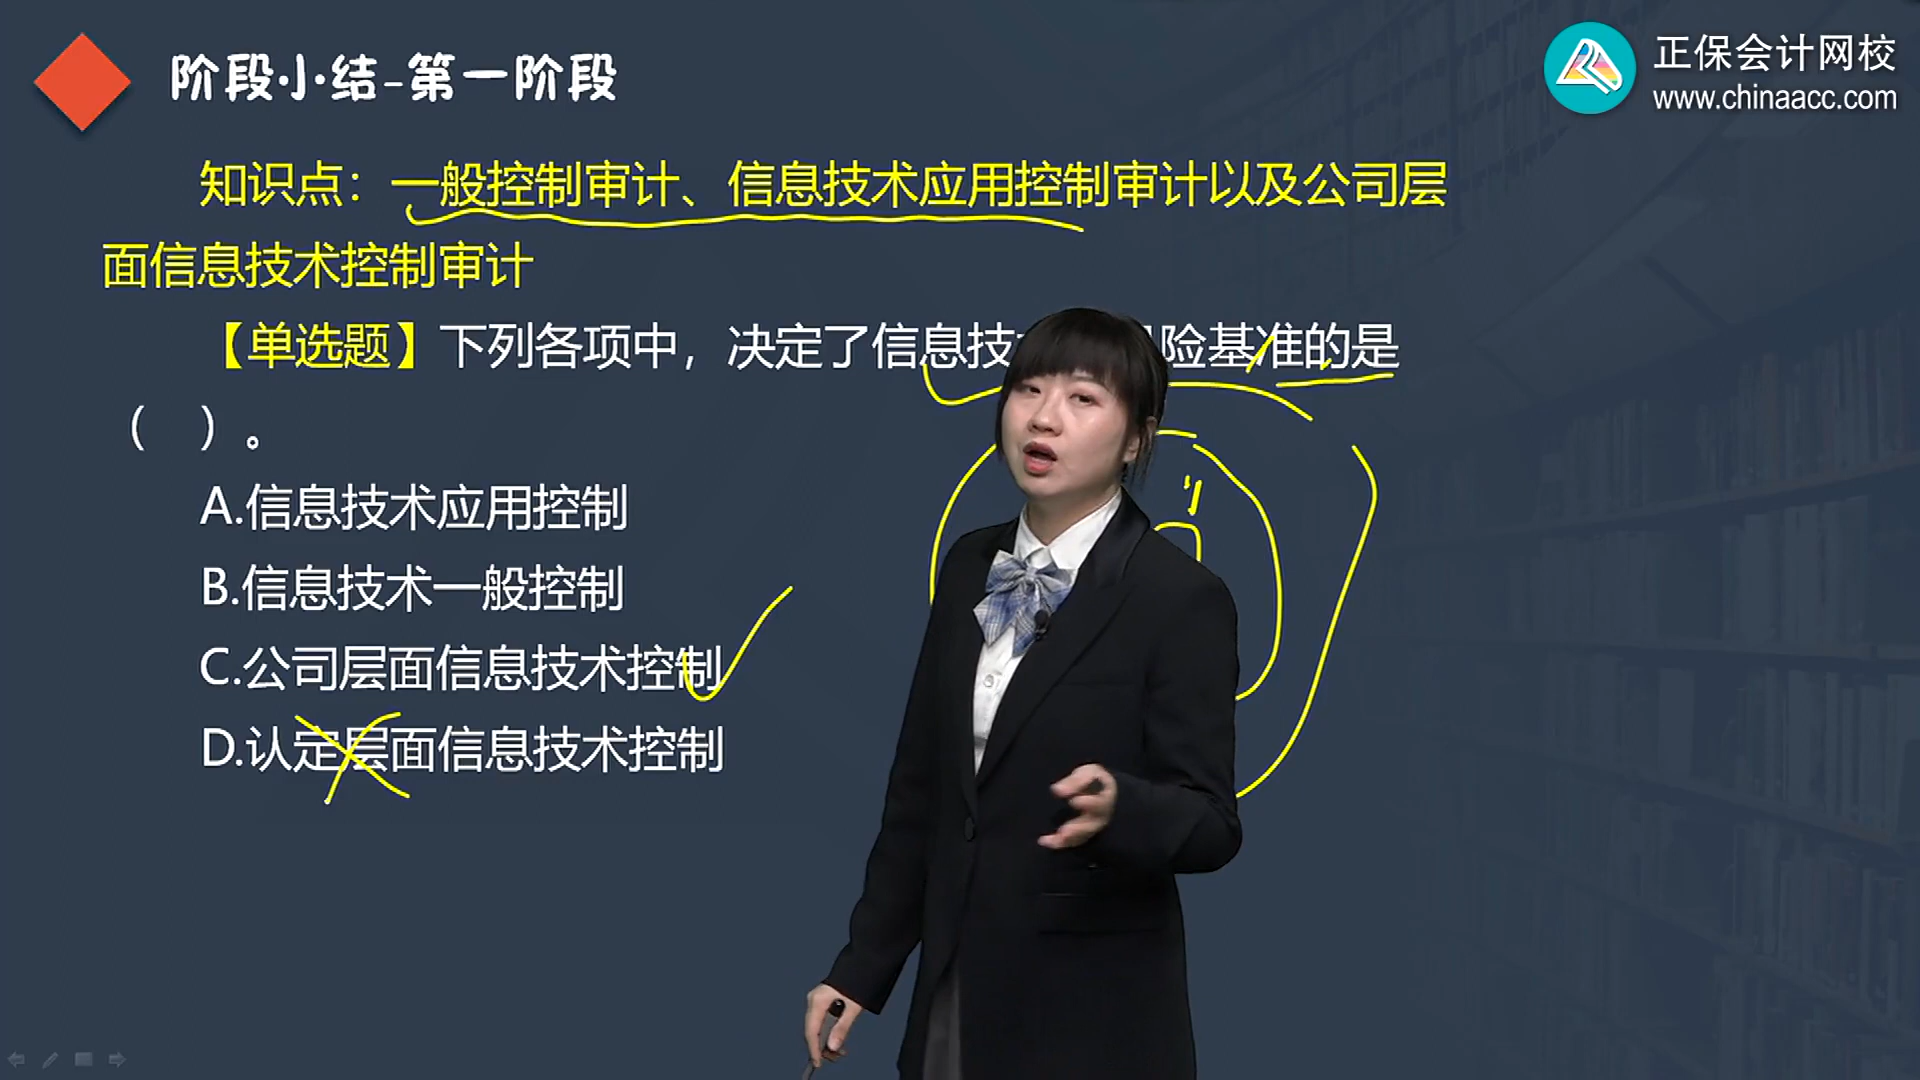 阶段小结-第一阶段
正保会计网校
www.chinaacc.com
知识点：一般控制审计、信息技术应用控制审计以及公司层
面信息技术控制审计
【单选题】下列各项中，决定了信息技 险基准的是
（ ）。
A.信息技术应用控制
B.信息技术一般控制
C.公司层面信息技术控制
D.认定层面信息技术控制